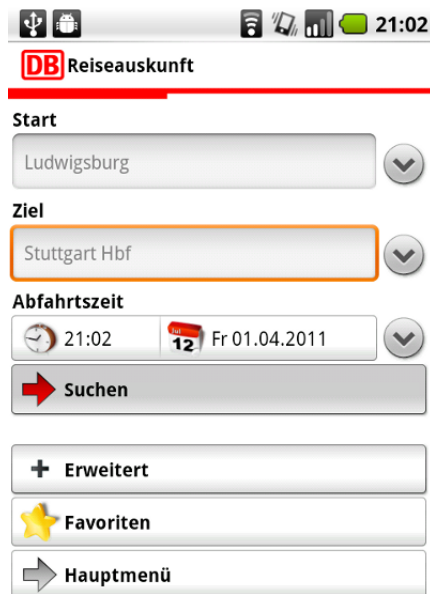 21:02
DB Reiseauskunft
Start
Ludwigsburg
Ziel
Stuttgart Hbf
Abfahrtszeit
21:02 Jul 12 Fr 01.04.2011
Suchen
Erweitert
Favoriten
Hauptmenü